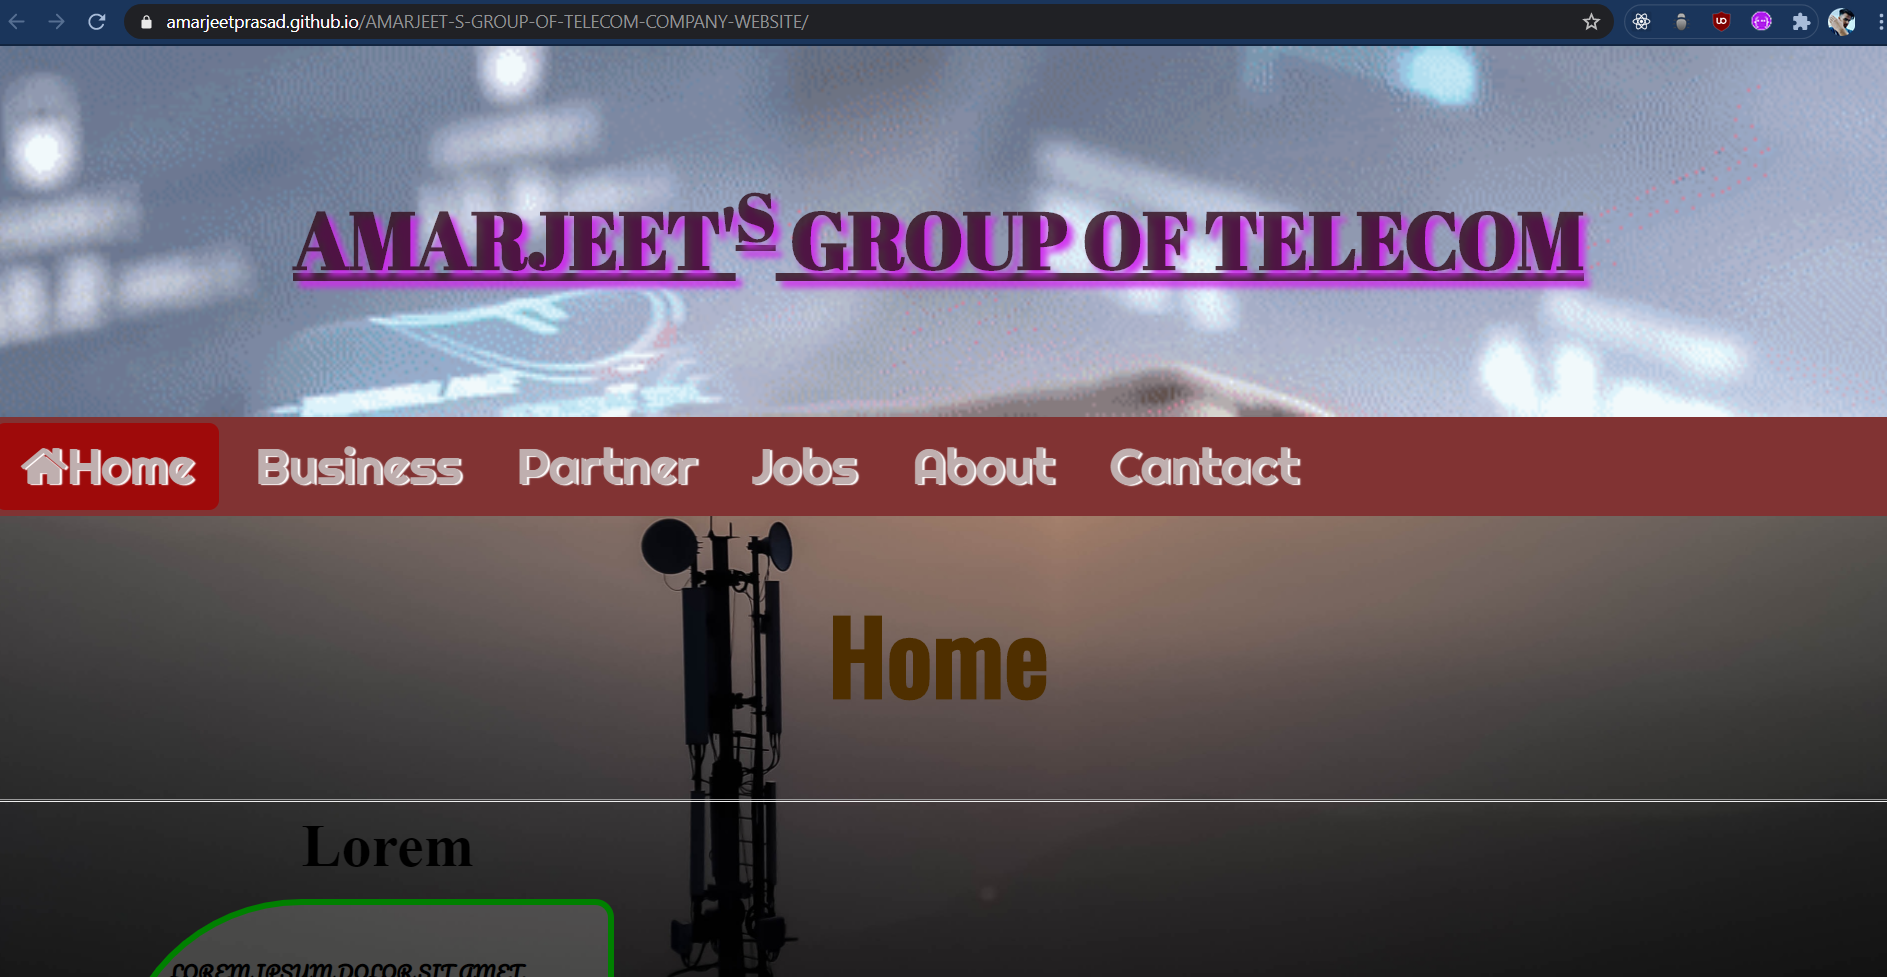 amarjeetprasad.github.io/AMARJEET-S-GROUP-OF-TELECOM-COMPANY-WEBSITE/
AMARJEET'S GROUP OF TELECOM
Home Business Partner Jobs About Cantact
Home
Lorem
LOREM IPSUM DOLOR SIT AMET